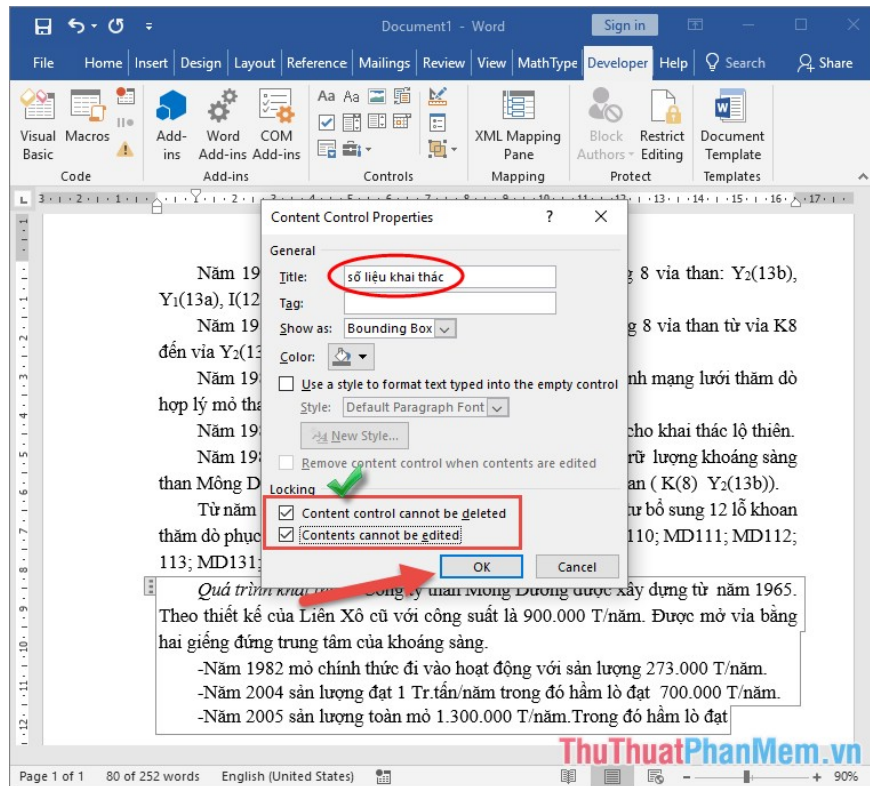 Document1 - Word
Sign in
File Home Insert Design Layout Reference Mailings Review View MathType Developer Help Search Share
Visual Basic
Macros
Add-ins
Word Add-ins
COM Add-ins
Aa Aa
XML Mapping Pane
Block Authors
Restrict Editing
Document Template
Code Add-ins Controls Mapping Protect Templates
Content Control Properties ? X
General
Title: số liệu khai thác
Tag:
Show as: Bounding Box
Color:
Use a style to format text typed into the empty control
Style: Default Paragraph Font
New Style...
Remove content control when contents are edited
Locking
Content control cannot be deleted
Contents cannot be edited
OK Cancel
Năm 19 g 8 vỉa than: Y2(13b),
Y1(13a), I(12
Năm 19 g 8 vỉa than từ vỉa K8
đến vỉa Y2(13
Năm 19 nh mạng lưới thăm dò
hợp lý mỏ tha
Năm 19 cho khai thác lộ thiên.
Năm 19 trữ lượng khoáng sàng
than Mông D an ( K(8) Y2(13b)).
Từ năm tư bổ sung 12 lỗ khoan
thăm dò phục 110; MD111; MD112;
113; MD131;
Quá trình khai Công ty than Mông Dương được xây dựng từ năm 1965.
Theo thiết kế của Liên Xô cũ với công suất là 900.000 T/năm. Được mở vỉa bằng
hai giếng đứng trung tâm của khoáng sàng.
-Năm 1982 mỏ chính thức đi vào hoạt động với sản lượng 273.000 T/năm.
-Năm 2004 sản lượng đạt 1 Tr.tấn/năm trong đó hầm lò đạt 700.000 T/năm.
-Năm 2005 sản lượng toàn mỏ 1.300.000 T/năm.Trong đó hầm lò đạt
ThuThuatPhanMem.vn
Page 1 of 1 80 of 252 words English (United States) 90%